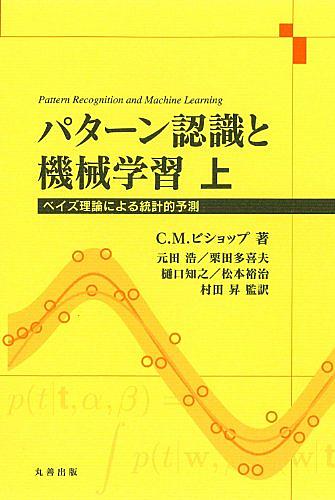 Pattern Recognition and Machine Learning
パターン認識と
機械学習 上
ベイズ理論による統計的予測
C.M.ビショップ 著
元田 浩／栗田多喜夫
樋口知之／松本裕治
村田 昇 監訳
p(t|t,α,β) =
∫ p(t|w,
丸善出版